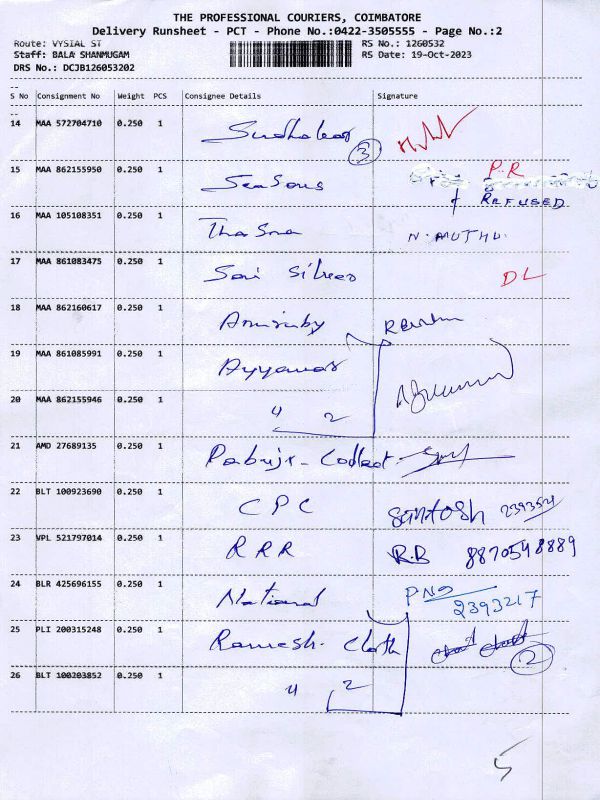 THE PROFESSIONAL COURIERS, COIMBATORE
Delivery Runsheet - PCT - Phone No.:0422-3505555 - Page No.:2
Route: VYSIAL ST RS No.: 1260532
Staff: BALA SHANMUGAM RS Date: 19-Oct-2023
DRS No.: DCJB126053202
S No Consignment No Weight PCS Consignee Details Signature
14 MAA 572704710 0.250 1 3
15 MAA 862155950 0.250 1 Seasons P.R
REFUSED
16 MAA 105108351 0.250 1 N. MUTHU.
17 MAA 861083475 0.250 1 Sai Silver DL
18 MAA 862160617 0.250 1
19 MAA 861085991 0.250 1 Ayyanar
20 MAA 862155946 0.250 1 " 2
21 AMD 27689135 0.250 1
22 BLT 100923690 0.250 1 CPC SANTOSH
23 VPL 521797014 0.250 1 RRR R.B 8870548889
24 BLR 425696155 0.250 1 National 2393217
25 PLI 200315248 0.250 1 Ramesh. Cloth 2
26 BLT 100203852 0.250 1 " 2
5